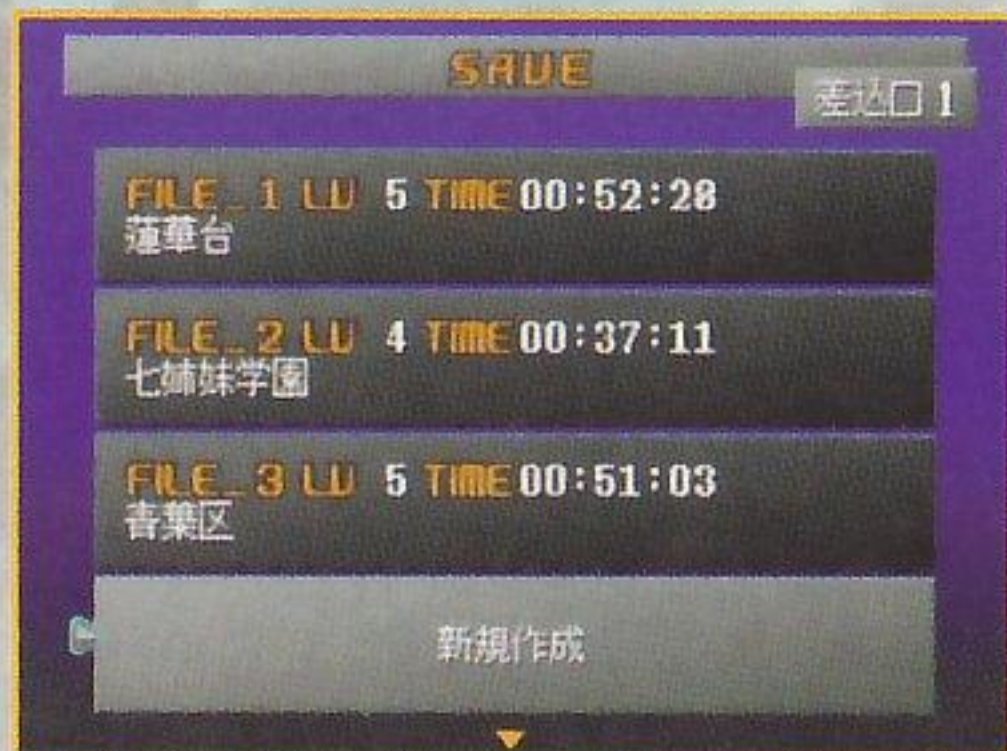 SAVE
差込口 1
FILE_1 LV 5 TIME 00:52:28
蓮華台
FILE_2 LV 4 TIME 00:37:11
七姉妹学園
FILE_3 LV 5 TIME 00:51:03
青葉区
新規作成